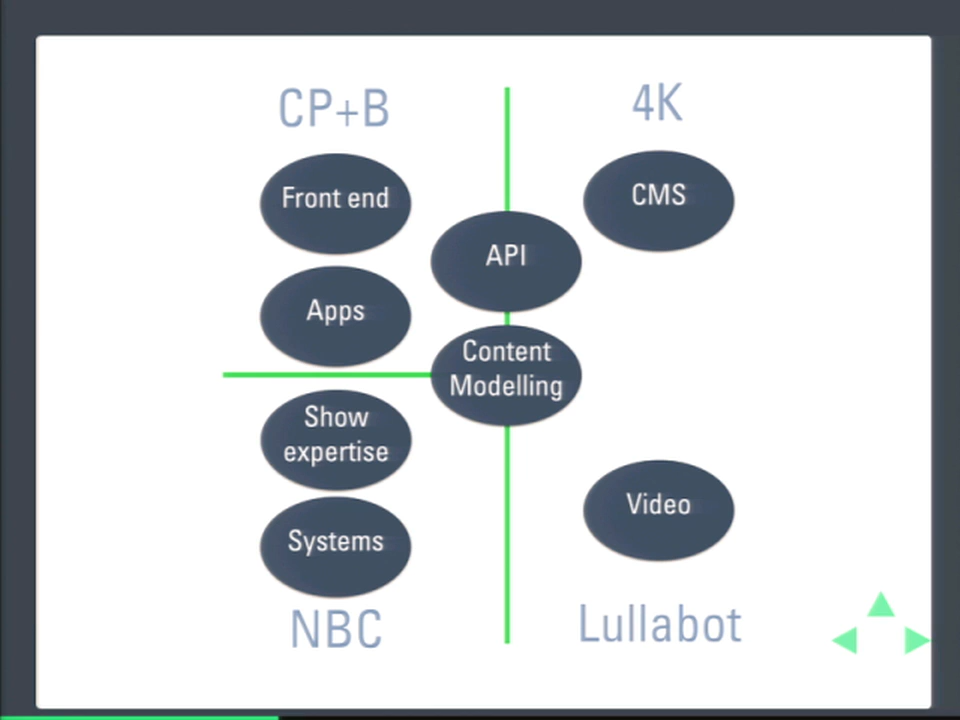 CP+B
4K
Front end
CMS
API
Apps
Content
Modelling
Show
expertise
Video
Systems
NBC
Lullabot